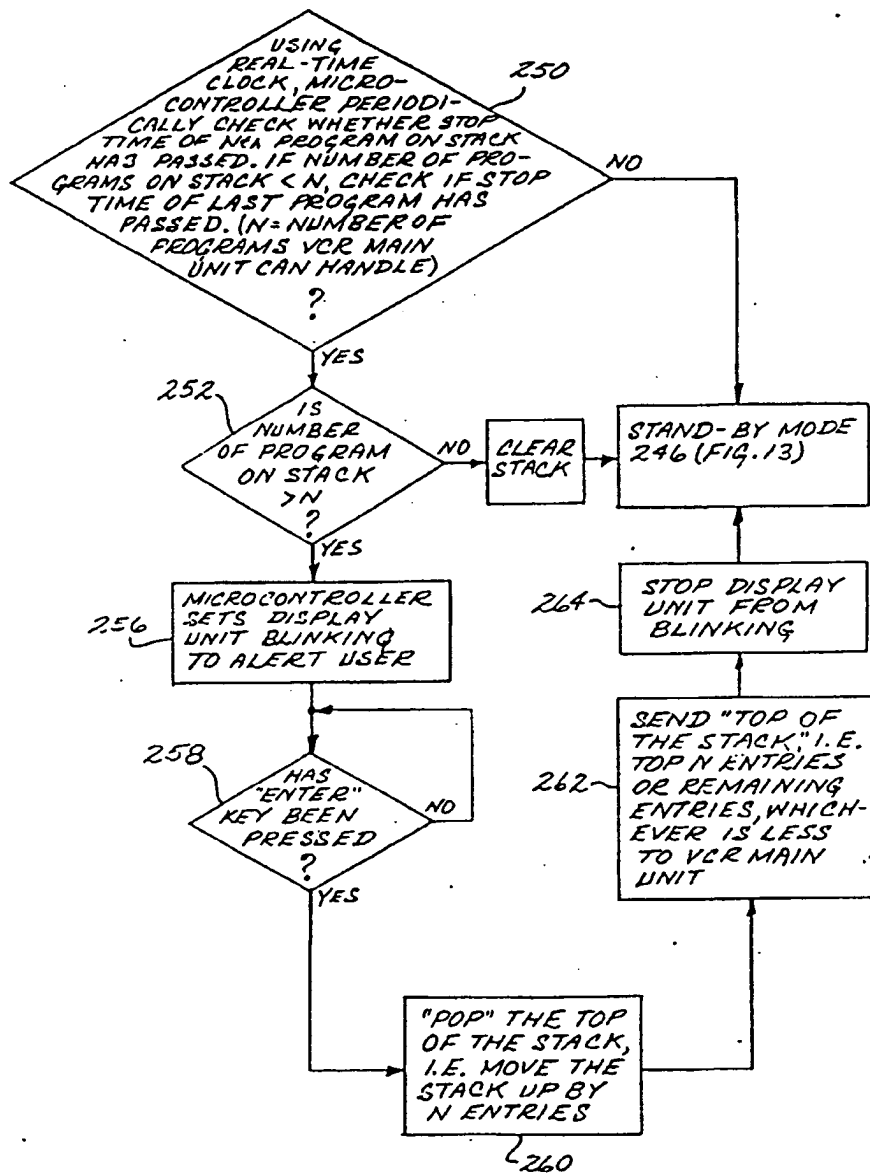 USING
REAL-TIME
CLOCK, MICRO-
CONTROLLER PERIODI-
CALLY CHECK WHETHER STOP
TIME OF Nth PROGRAM ON STACK
HAS PASSED. IF NUMBER OF PRO-
GRAMS ON STACK < N, CHECK IF STOP
TIME OF LAST PROGRAM HAS
PASSED. (N = NUMBER OF
PROGRAMS VCR MAIN
UNIT CAN HANDLE)
?
250
NO
YES
252
IS
NUMBER
OF PROGRAM
ON STACK
>N
?
NO
CLEAR
STACK
STAND-BY MODE
246 (FIG. 13)
YES
256
MICROCONTROLLER
SETS DISPLAY
UNIT BLINKING
TO ALERT USER
264
STOP DISPLAY
UNIT FROM
BLINKING
258
HAS
"ENTER"
KEY BEEN
PRESSED
?
NO
YES
262
SEND "TOP OF
THE STACK," I.E.
TOP N ENTRIES
OR REMAINING
ENTRIES, WHICH-
EVER IS LESS
TO VCR MAIN
UNIT
"POP" THE TOP
OF THE STACK,
I.E. MOVE THE
STACK UP BY
N ENTRIES
260